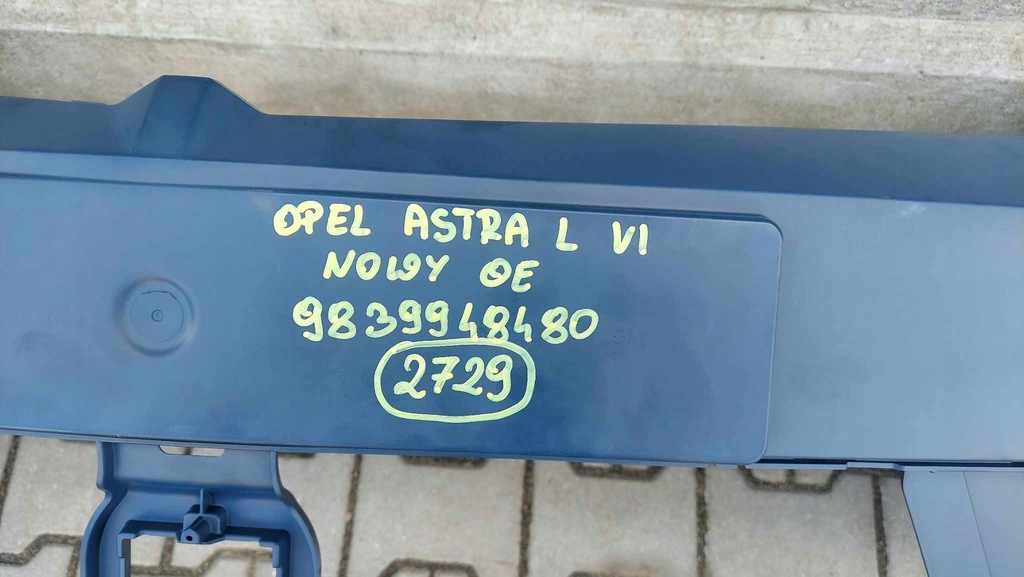 OPEL ASTRA L VI
NOWY OE
9839948480
2729